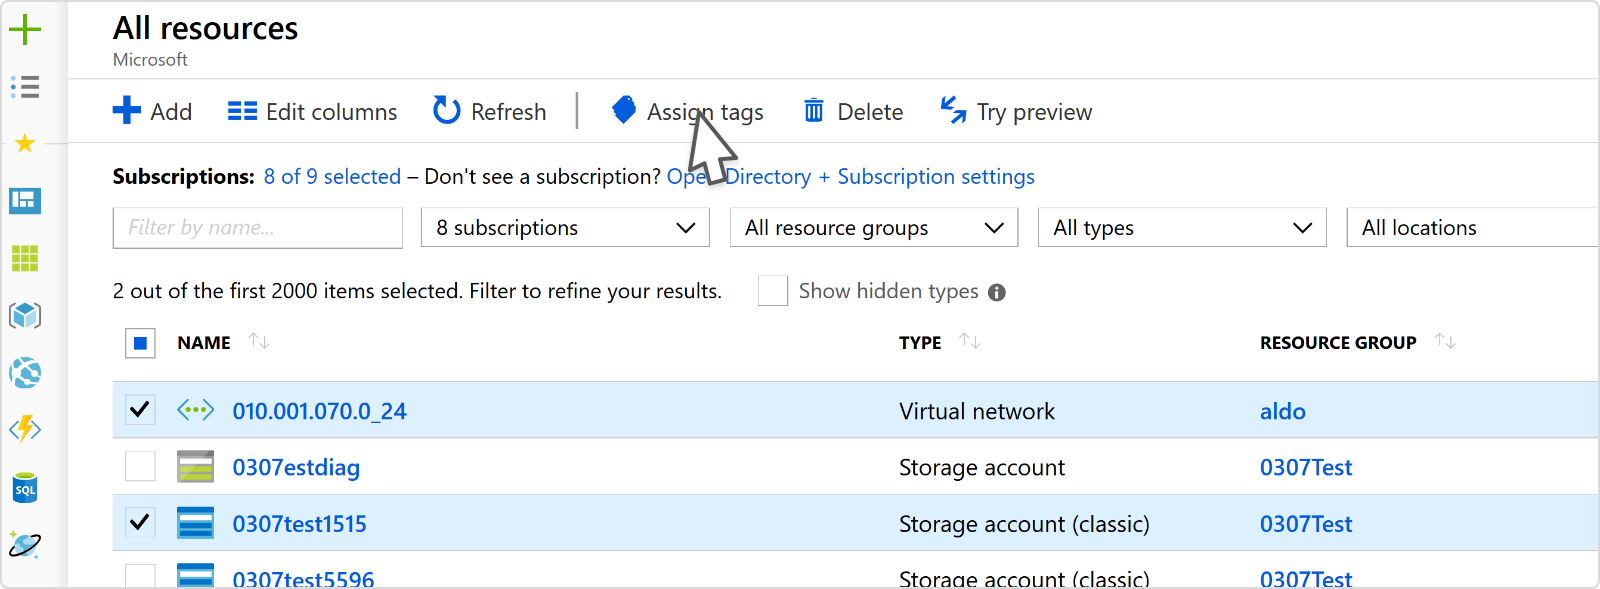 All resources
Microsoft
Add Edit columns Refresh Assign tags Delete Try preview
Subscriptions: 8 of 9 selected – Don't see a subscription? Open Directory + Subscription settings
Filter by name... 8 subscriptions All resource groups All types All locations
2 out of the first 2000 items selected. Filter to refine your results. Show hidden types
NAME TYPE RESOURCE GROUP
010.001.070.0_24 Virtual network aldo
0307estdiag Storage account 0307Test
0307test1515 Storage account (classic) 0307Test
SQL
0307test5596 Storage account (classic) 0307Test